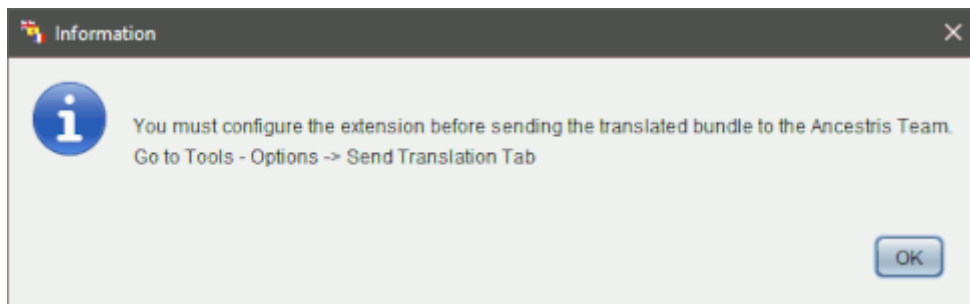 Information
You must configure the extension before sending the translated bundle to the Ancestris Team.
Go to Tools - Options -> Send Translation Tab
OK